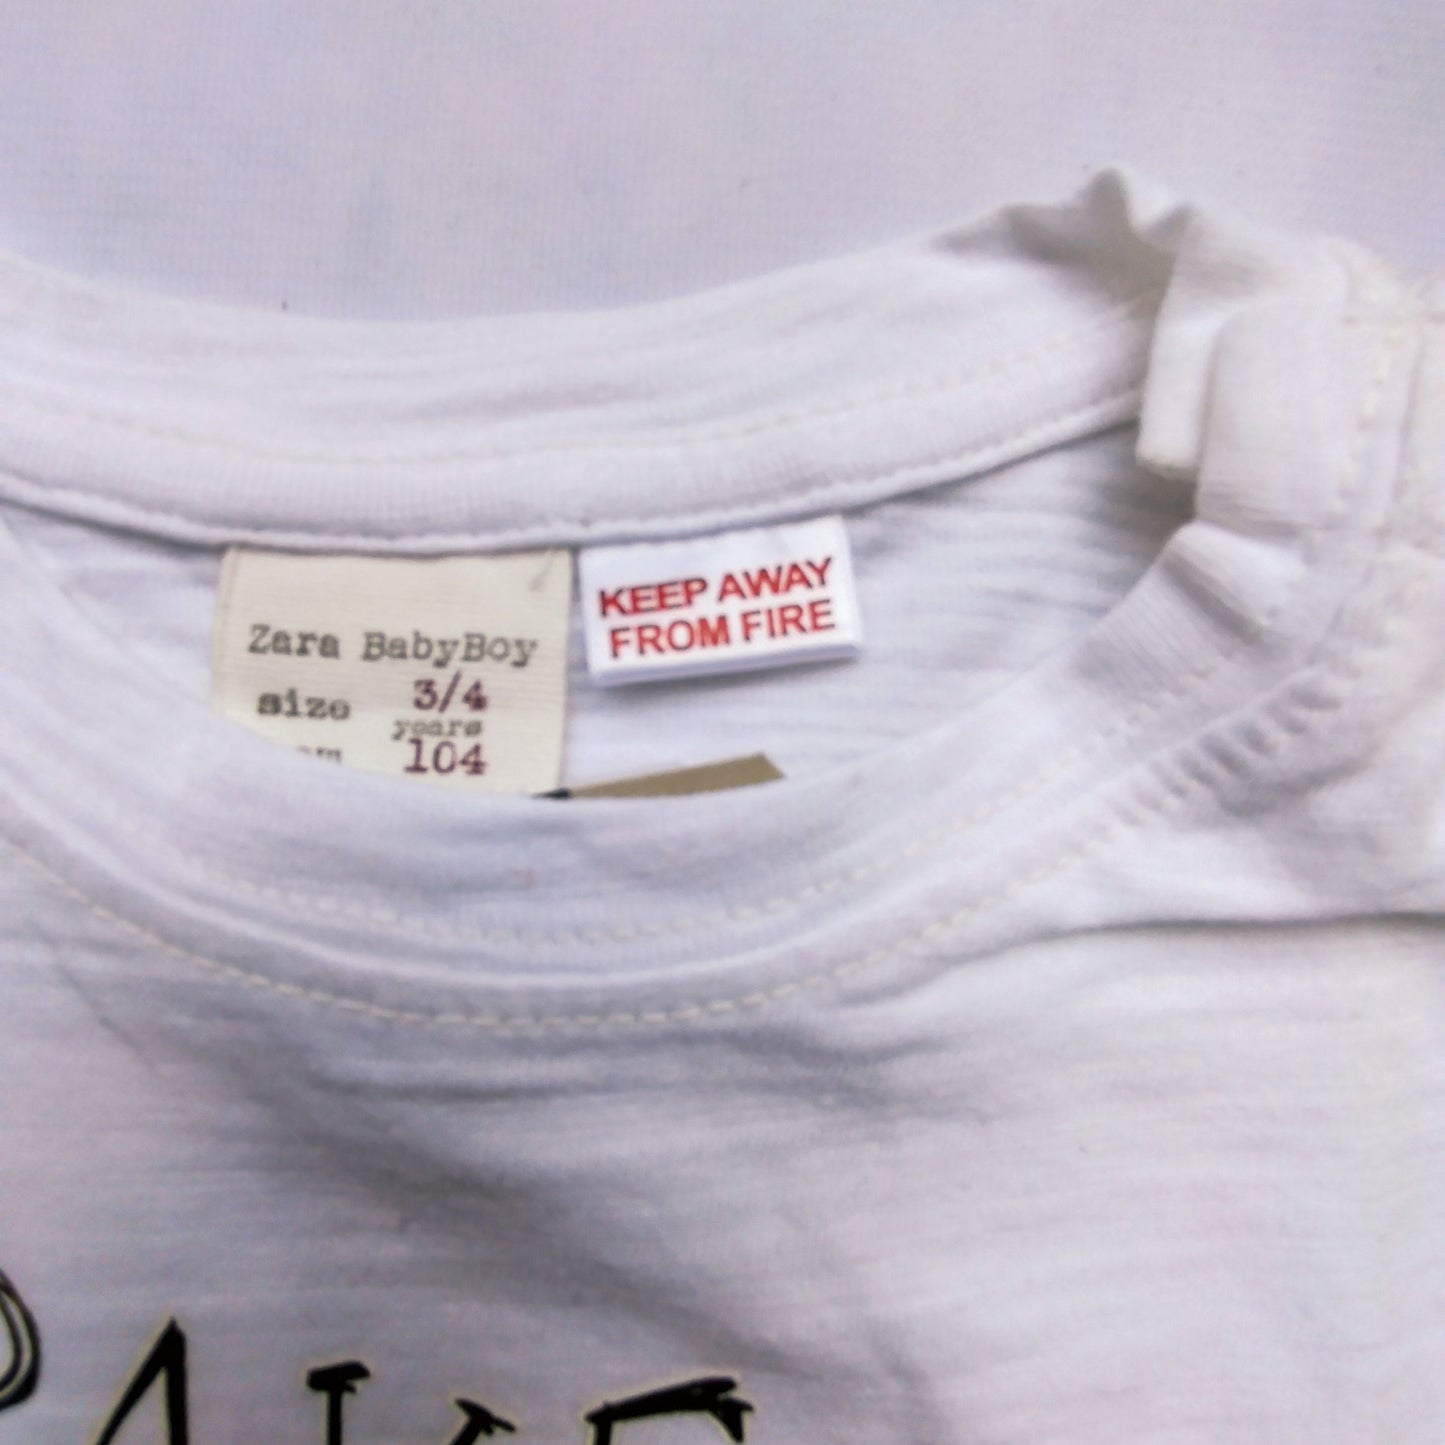 Zara BabyBoy
size 3/4
years
104
KEEP AWAY
FROM FIRE